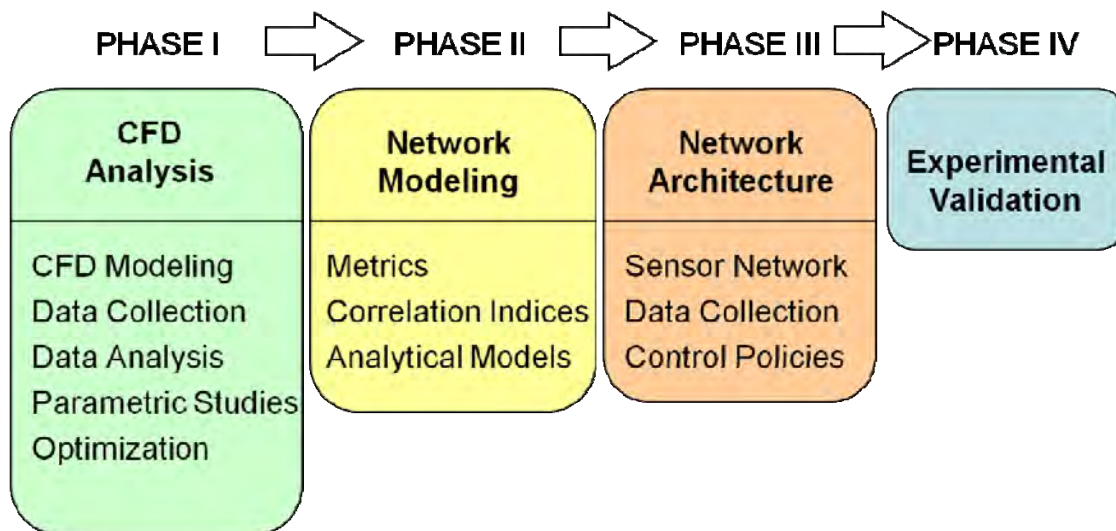 PHASE I
PHASE II
PHASE III
PHASE IV
CFD
Analysis
CFD Modeling
Data Collection
Data Analysis
Parametric Studies
Optimization
Network
Modeling
Metrics
Correlation Indices
Analytical Models
Network
Architecture
Sensor Network
Data Collection
Control Policies
Experimental
Validation